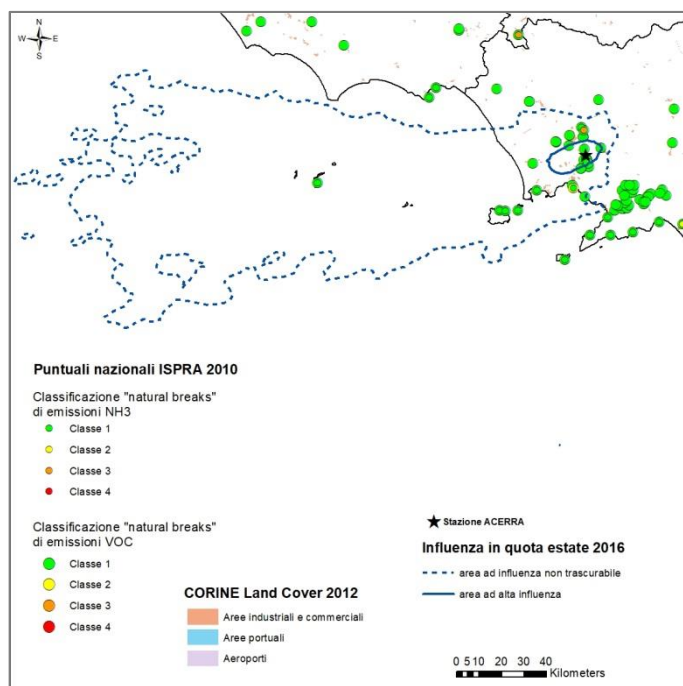 N
W E
S
Puntuali nazionali ISPRA 2010
Classificazione "natural breaks"
di emissioni NH3
Classe 1
Classe 2
Classe 3
Classe 4
Classificazione "natural breaks"
di emissioni VOC
Classe 1
Classe 2
Classe 3
Classe 4
CORINE Land Cover 2012
Aree industriali e commerciali
Aree portuali
Aeroporti
Stazione ACERRA
Influenza in quota estate 2016
area ad influenza non trascurabile
area ad alta influenza
0 5 10 20 30 40
Kilometers